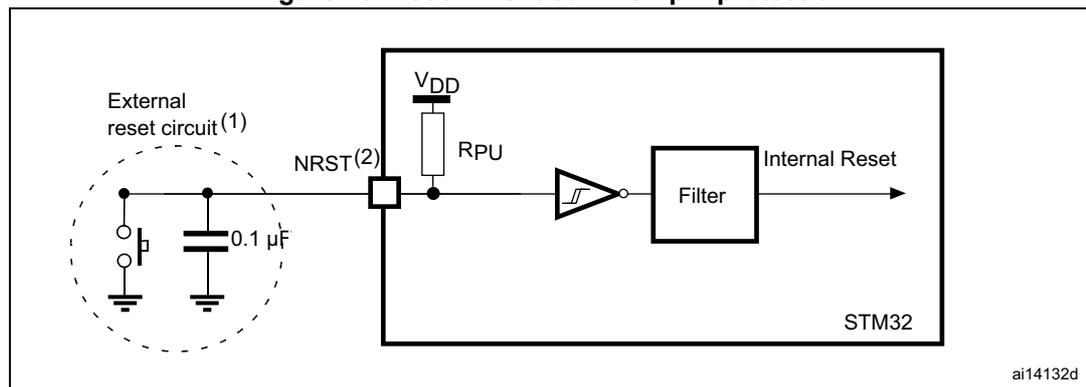 External
reset circuit(1)
VDD
RPU
NRST(2)
0.1 µF
Filter
Internal Reset
STM32
ai14132d